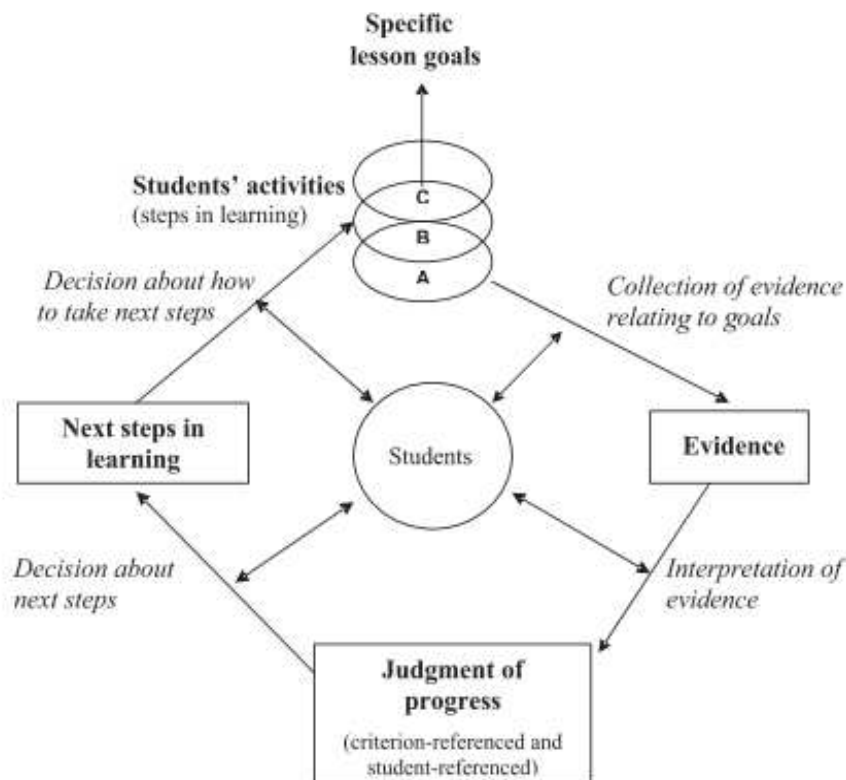 Specific
lesson goals
Students’ activities
(steps in learning)
C
B
A
Decision about how
to take next steps
Collection of evidence
relating to goals
Next steps in
learning
Students
Evidence
Decision about
next steps
Interpretation of
evidence
Judgment of
progress
(criterion-referenced and
student-referenced)